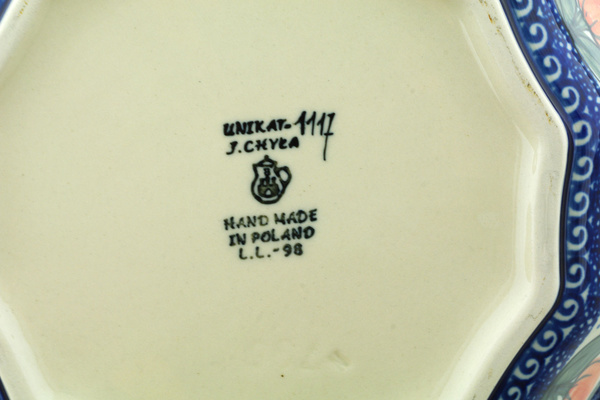 UNIKAT-1117
J. CHYŁA
HAND MADE
IN POLAND
L.L.-98